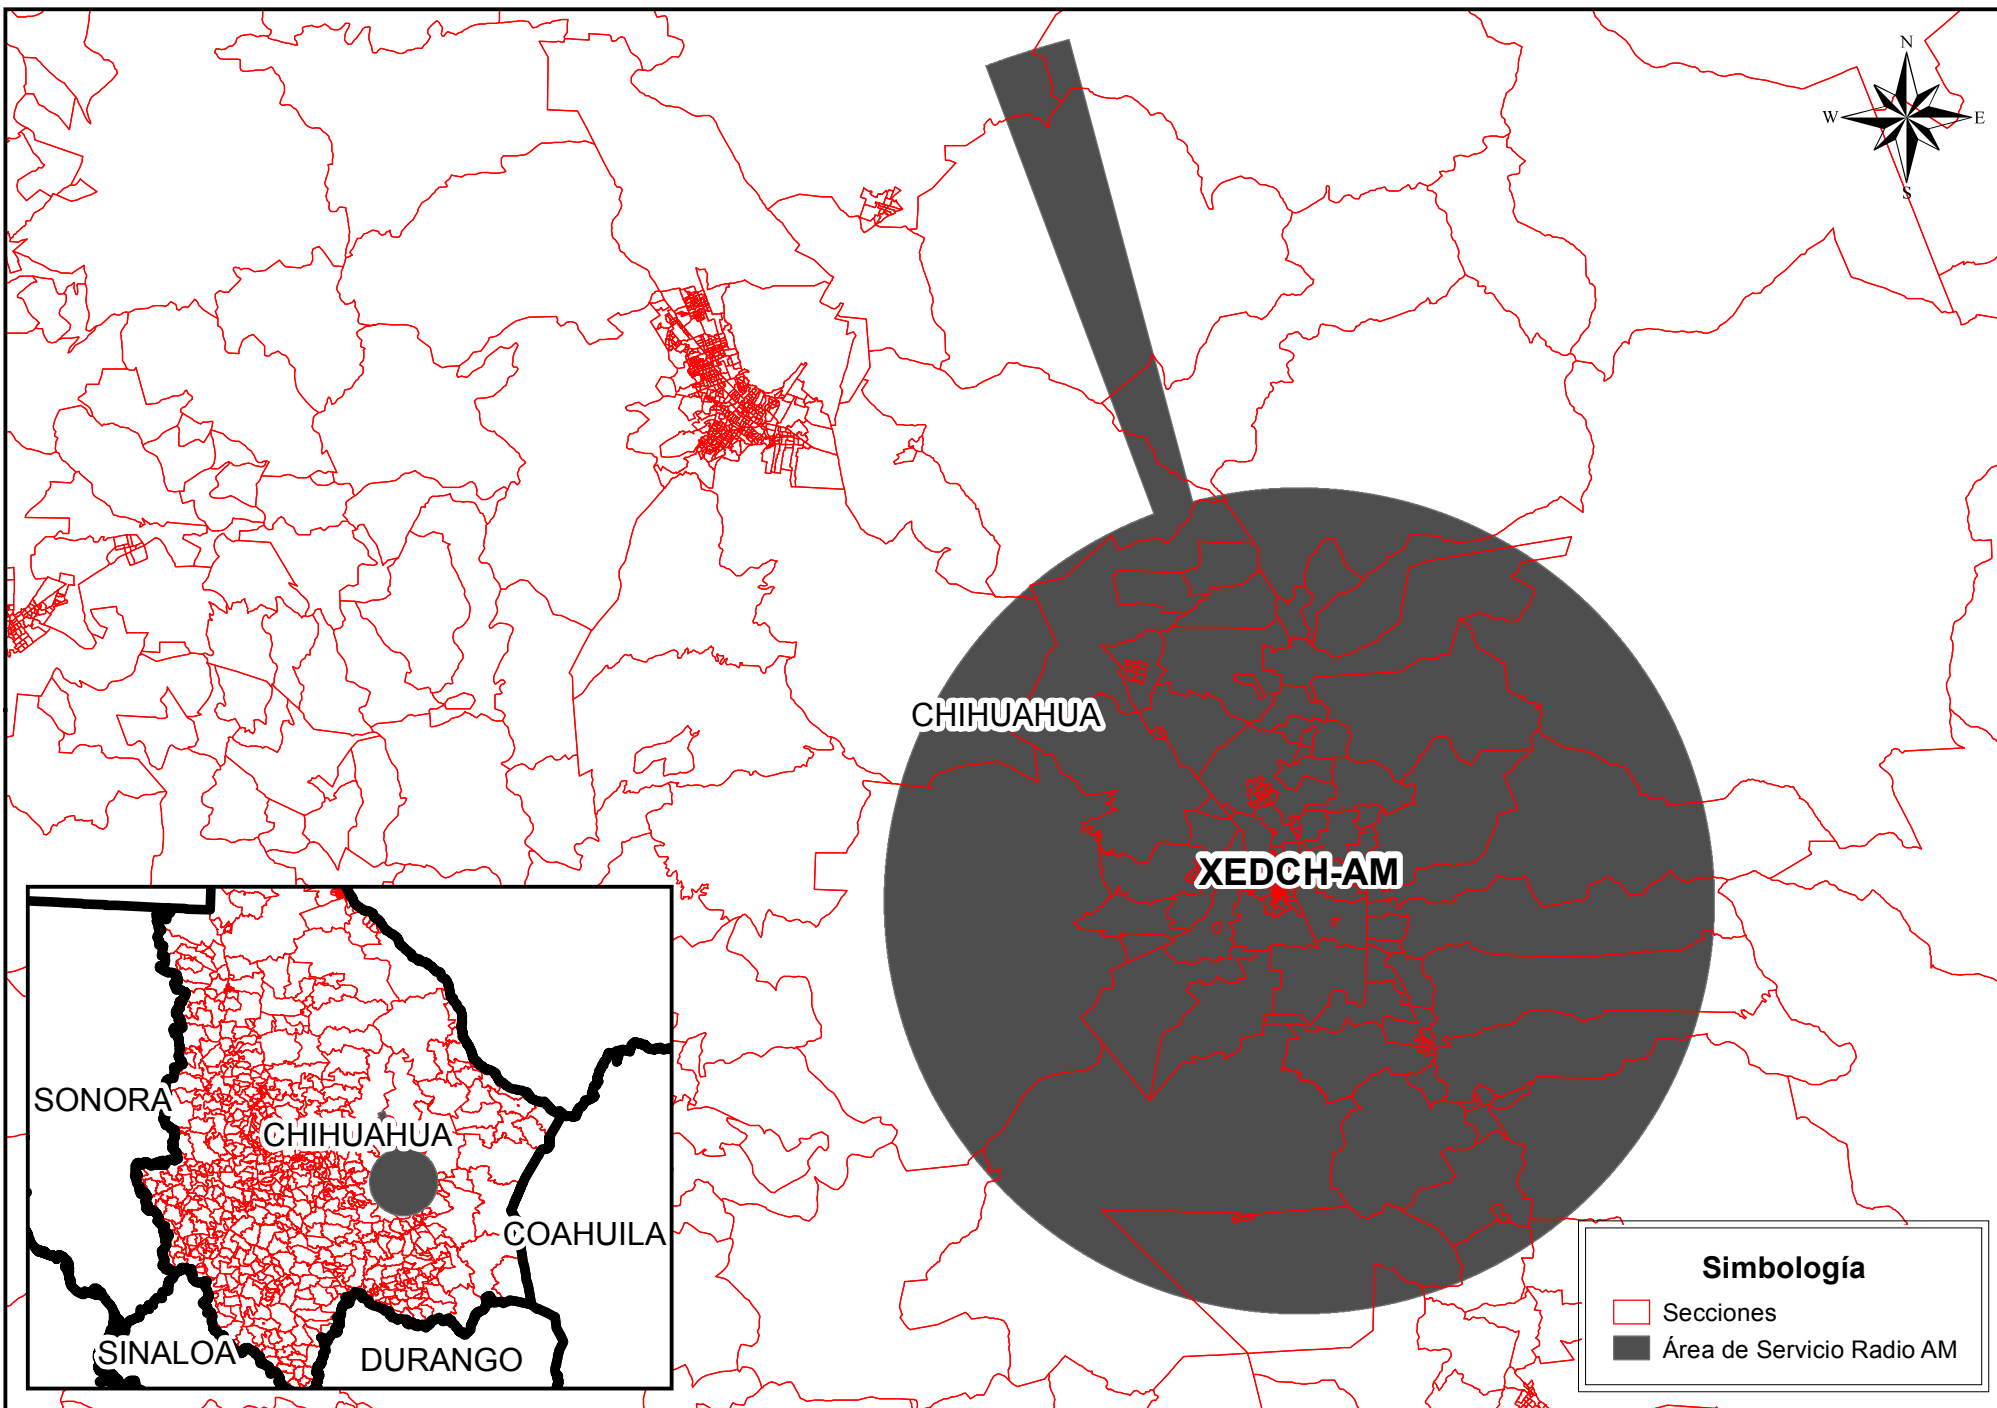 N
W
E
S
CHIHUAHUA
XEDCH-AM
SONORA
CHIHUAHUA
COAHUILA
SINALOA
DURANGO
Simbología
Secciones
Área de Servicio Radio AM